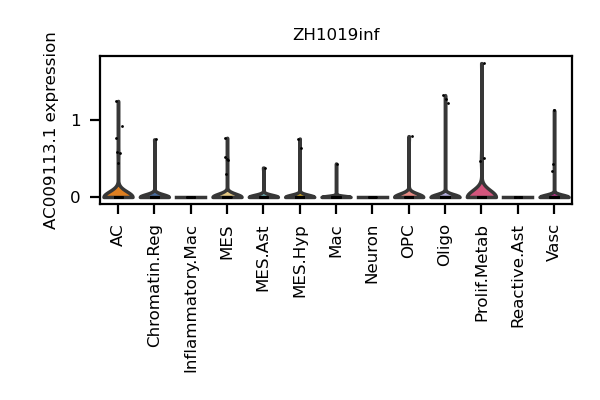 ZH1019inf
AC009113.1 expression
1
0
AC
Chromatin.Reg
Inflammatory.Mac
MES
MES.Ast
MES.Hyp
Mac
Neuron
OPC
Oligo
Prolif.Metab
Reactive.Ast
Vasc